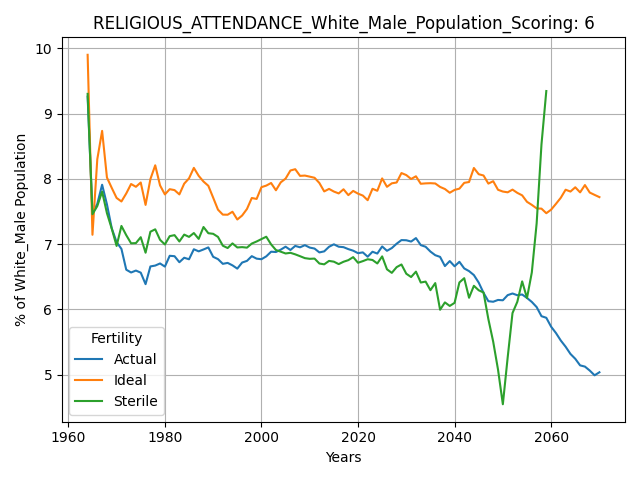 RELIGIOUS_ATTENDANCE_White_Male_Population_Scoring: 6
% of White_Male Population
10
9
8
7
6
5
Fertility
Actual
Ideal
Sterile
1960 1980 2000 2020 2040 2060
Years